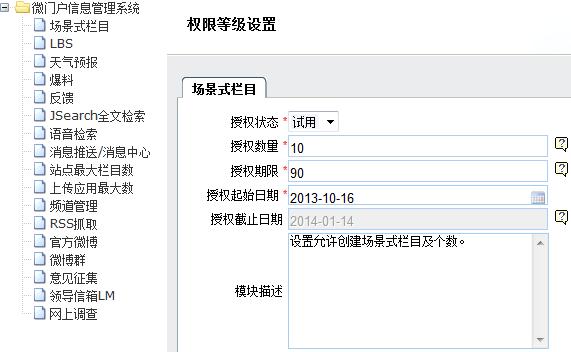 微门户信息管理系统
场景式栏目
LBS
天气预报
爆料
反馈
JSearch全文检索
语音检索
消息推送/消息中心
站点最大栏目数
上传应用最大数
频道管理
RSS抓取
官方微博
微博群
意见征集
领导信箱LM
网上调查
权限等级设置
场景式栏目
授权状态 * 试用
授权数量 * 10
授权期限 * 90
授权起始日期 * 2013-10-16
授权截止日期 2014-01-14
模块描述 设置允许创建场景式栏目及个数。